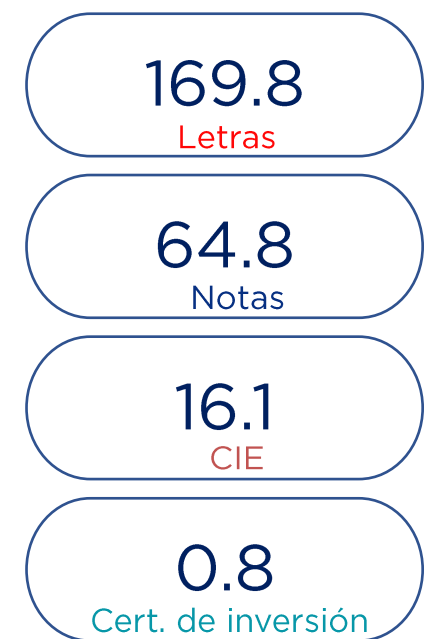 169.8
Letras
64.8
Notas
16.1
CIE
0.8
Cert. de inversión